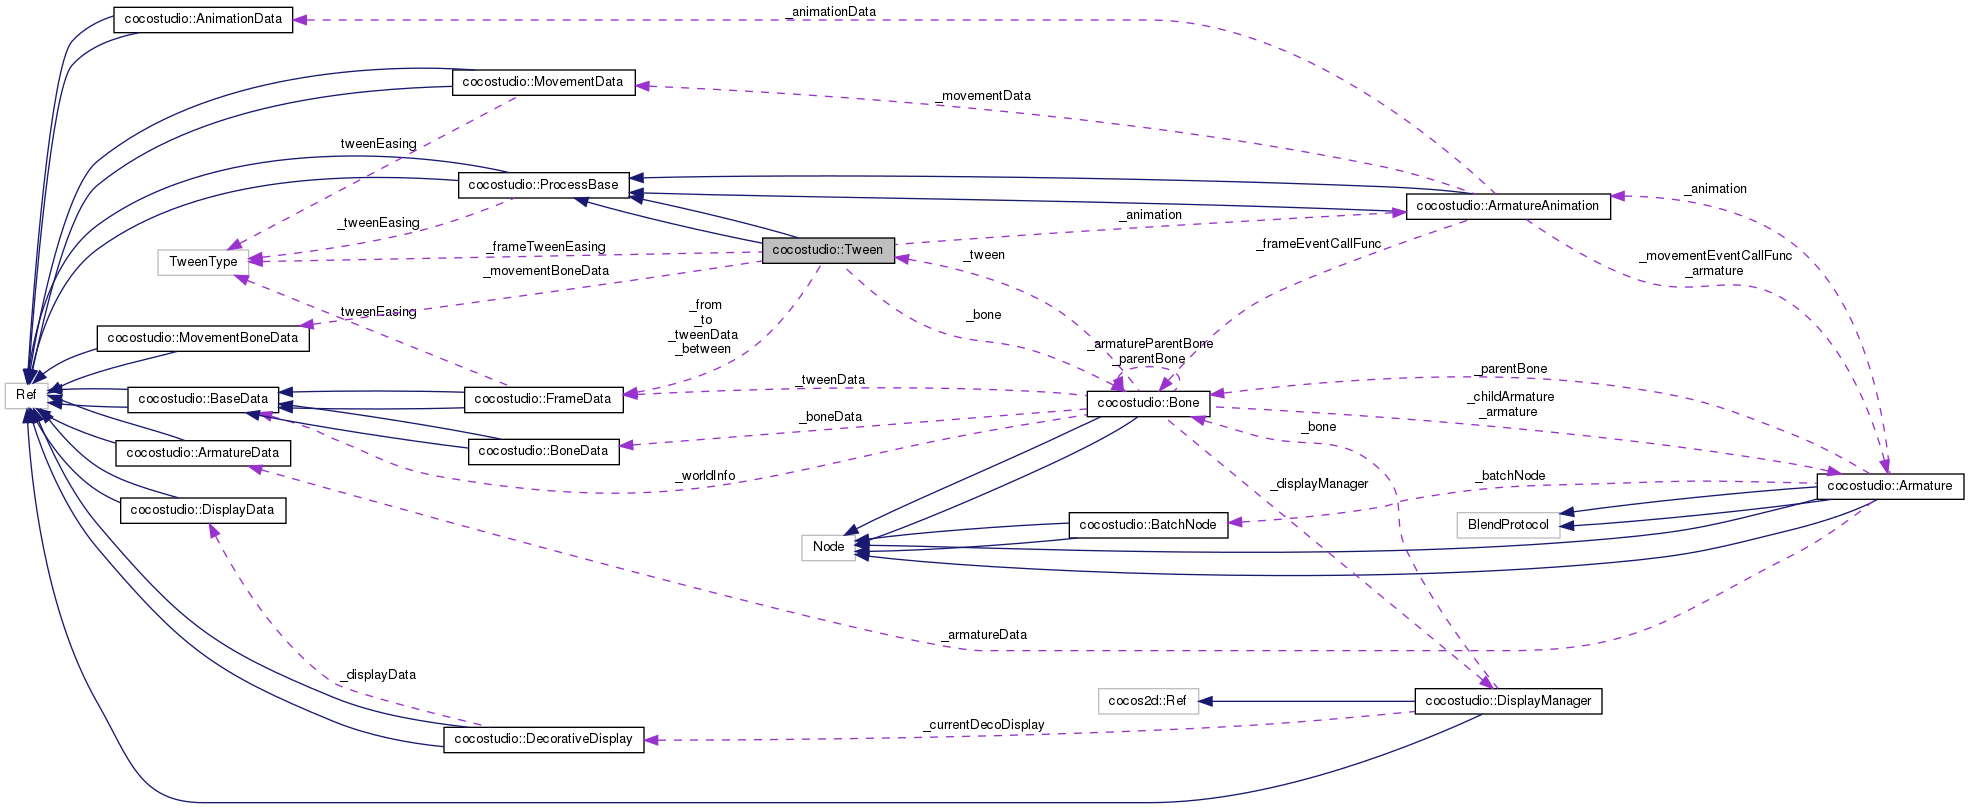 cocostudio::AnimationData
_animationData
cocostudio::MovementData
_movementData
tweenEasing
cocostudio::ProcessBase
_animation
cocostudio::ArmatureAnimation
_tweenEasing
_animation
_frameTweenEasing
cocostudio::Tween
_tween
_frameEventCallFunc
_movementEventCallFunc
_armature
TweenType
_movementBoneData
_from
_to
_tweenData
_between
tweenEasing
_bone
cocostudio::MovementBoneData
_armatureParentBone
_parentBone
_parentBone
Ref
cocostudio::BaseData
cocostudio::FrameData
_tweenData
cocostudio::Bone
_childArmature
_armature
_boneData
_bone
cocostudio::ArmatureData
cocostudio::BoneData
_worldInfo
_displayManager
_batchNode
cocostudio::Armature
cocostudio::DisplayData
cocostudio::BatchNode
BlendProtocol
Node
_armatureData
_displayData
cocos2d::Ref
cocostudio::DisplayManager
_currentDecoDisplay
cocostudio::DecorativeDisplay